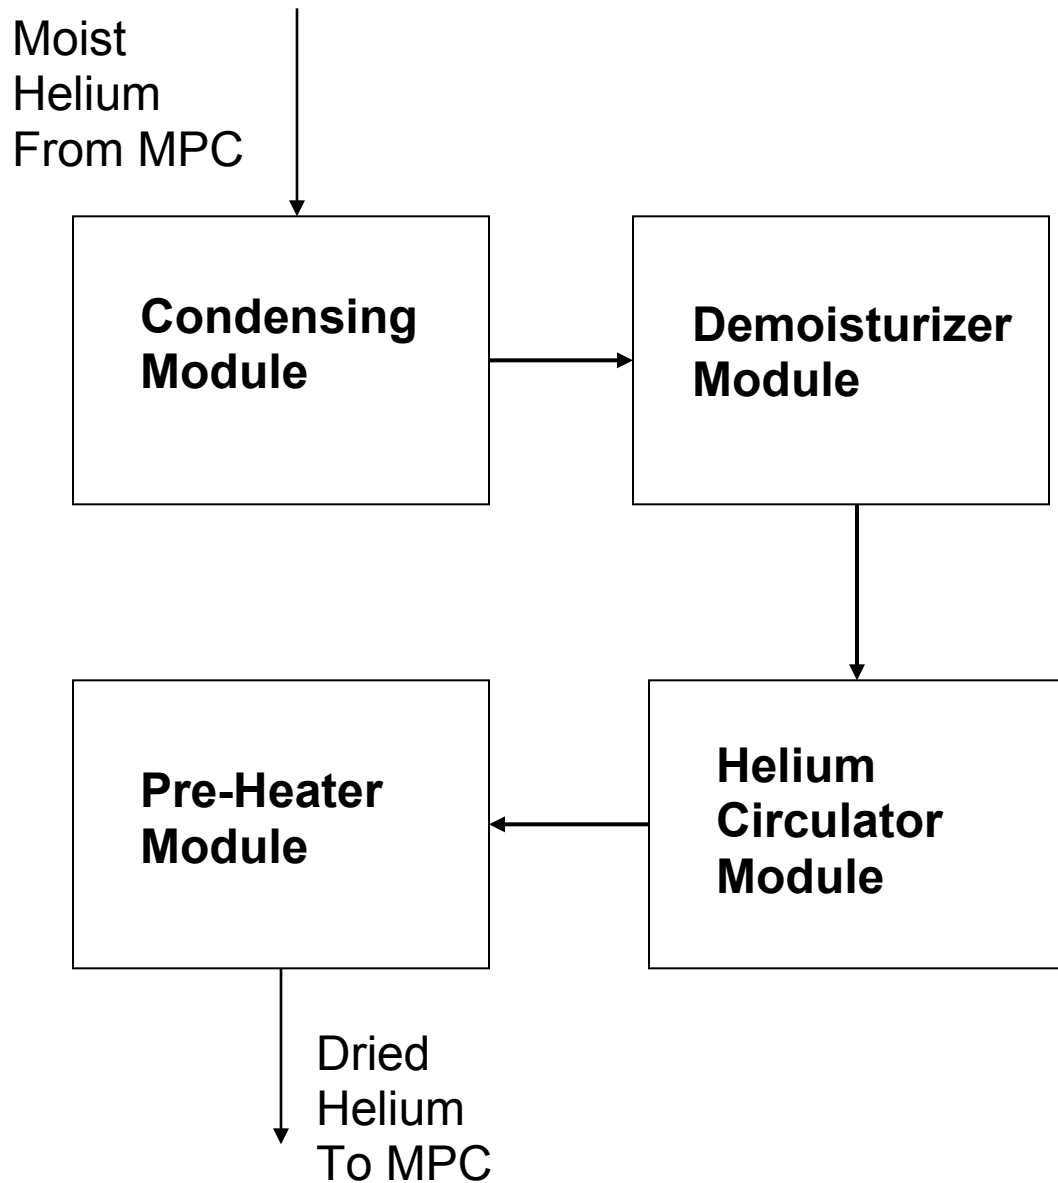 Moist
Helium
From MPC
Condensing
Module
Demoisturizer
Module
Helium
Circulator
Module
Pre-Heater
Module
Dried
Helium
To MPC